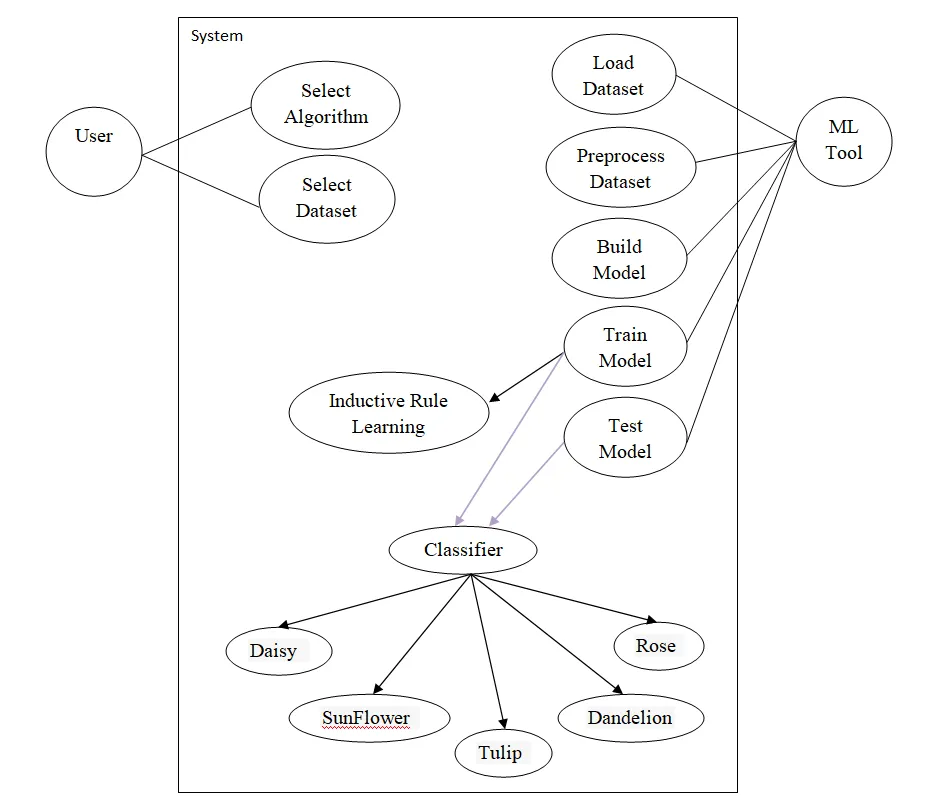 System
User
Select
Algorithm
Select
Dataset
Load
Dataset
Preprocess
Dataset
Build
Model
Train
Model
Test
Model
ML
Tool
Inductive Rule
Learning
Classifier
Daisy
SunFlower
Tulip
Dandelion
Rose